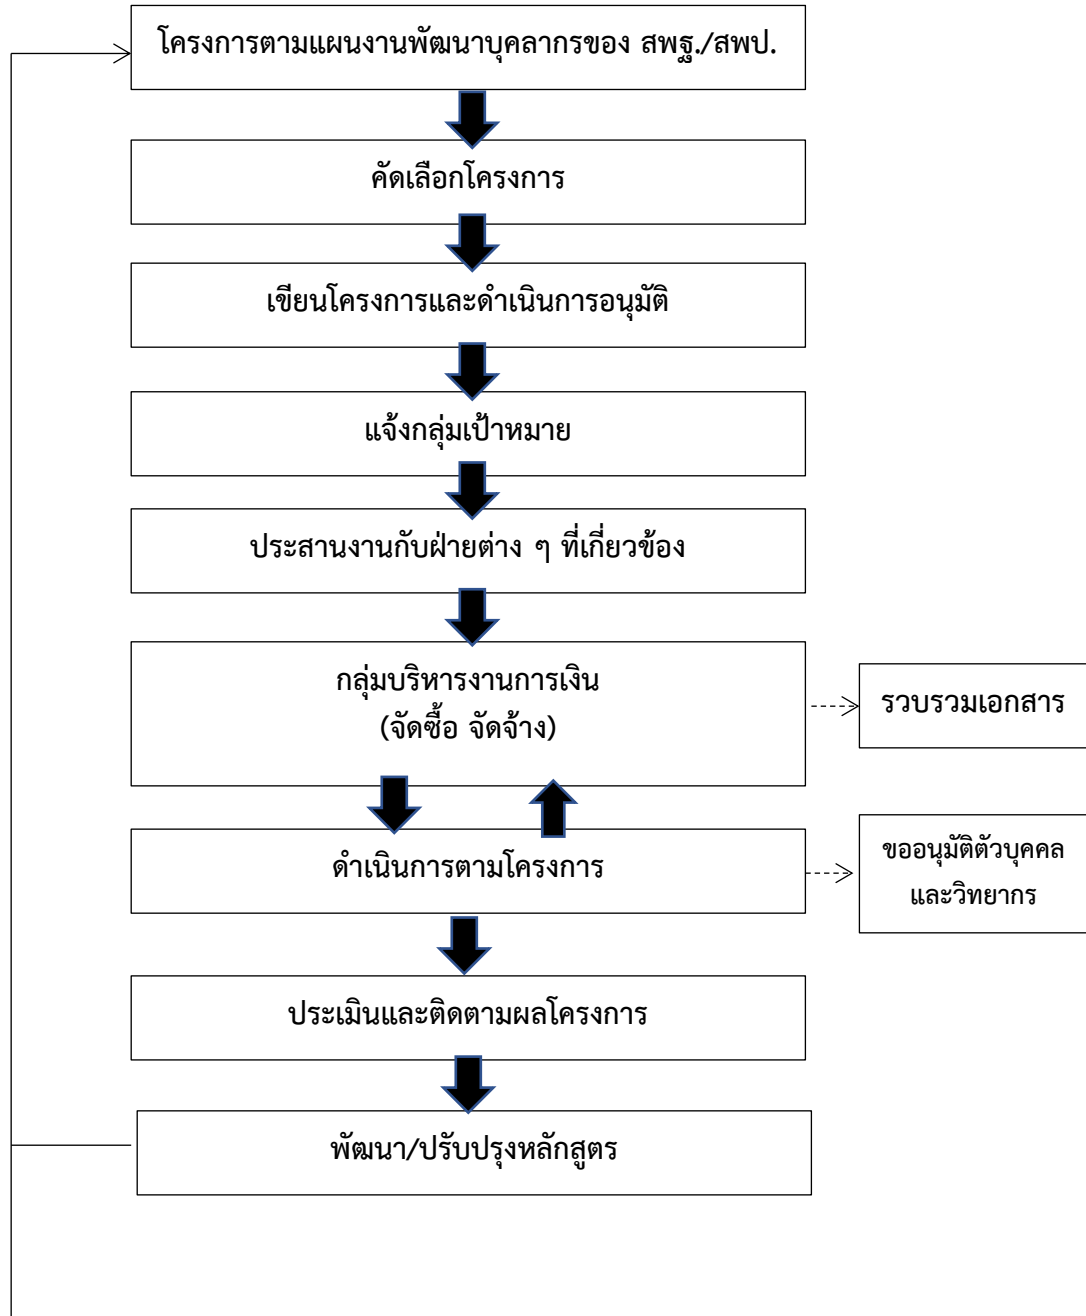 โครงการตามแผนงานพัฒนาบุคลากรของ สพฐ./สพป.
คัดเลือกโครงการ
เขียนโครงการและดำเนินการอนุมัติ
แจ้งกลุ่มเป้าหมาย
ประสานงานกับฝ่ายต่าง ๆ ที่เกี่ยวข้อง
กลุ่มบริหารงานการเงิน
(จัดซื้อ จัดจ้าง)
รวบรวมเอกสาร
ดำเนินการตามโครงการ
ขออนุมัติตัวบุคคล
และวิทยากร
ประเมินและติดตามผลโครงการ
พัฒนา/ปรับปรุงหลักสูตร